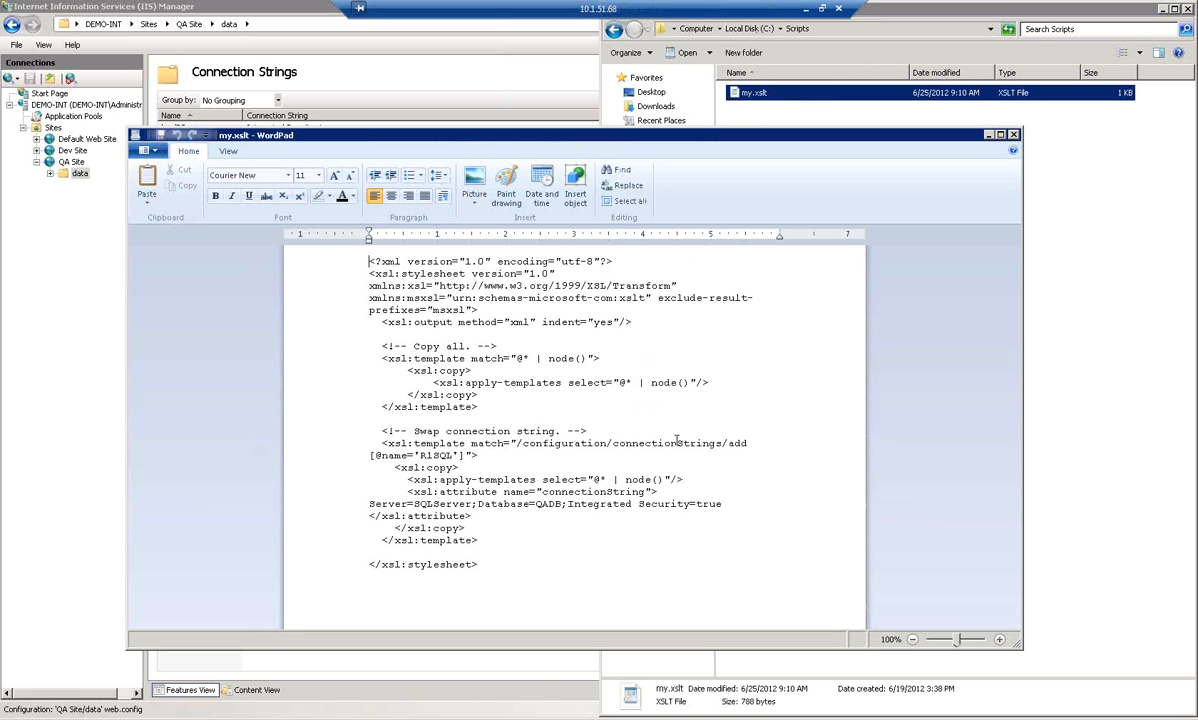 Internet Information Services (IIS) Manager
10.1.51.68
DEMO-INT
Sites
QA Site
data
File
View
Help
Connections
Start Page
DEMO-INT (DEMO-INT\Administr
Application Pools
Sites
Default Web Site
Dev Site
QA Site
data
Connection Strings
Group by: No Grouping
Name
Connection String
Computer
Local Disk (C:)
Scripts
Search Scripts
Organize
Open
New folder
Favorites
Desktop
Downloads
Recent Places
Name
Date modified
Type
Size
my.xslt
6/25/2012 9:10 AM
XSLT File
1 KB
my.xslt - WordPad
Home
View
Paste
Cut
Copy
Clipboard
Courier New
11
Font
Paragraph
Picture
Paint drawing
Date and time
Insert object
Insert
Find
Replace
Select all
Editing
1 1 2 3 4 5 7
<?xml version="1.0" encoding="utf-8"?>
<xsl:stylesheet version="1.0"
xmlns:xsl="http://www.w3.org/1999/XSL/Transform"
xmlns:msxsl="urn:schemas-microsoft-com:xslt" exclude-result-
prefixes="msxsl">
<xsl:output method="xml" indent="yes"/>
<!-- Copy all. -->
<xsl:template match="@* | node()">
<xsl:copy>
<xsl:apply-templates select="@* | node()"/>
</xsl:copy>
</xsl:template>
<!-- Swap connection string. -->
<xsl:template match="/configuration/connectionStrings/add
[@name='R1SQL']">
<xsl:copy>
<xsl:apply-templates select="@* | node()"/>
<xsl:attribute name="connectionString">
Server=SQLServer;Database=QADB;Integrated Security=true
</xsl:attribute>
</xsl:copy>
</xsl:template>
</xsl:stylesheet>
100%
Features View
Content View
Configuration: 'QA Site/data' web.config
my.xslt Date modified: 6/25/2012 9:10 AM
Date created: 6/19/2012 3:38 PM
XSLT File
Size: 788 bytes